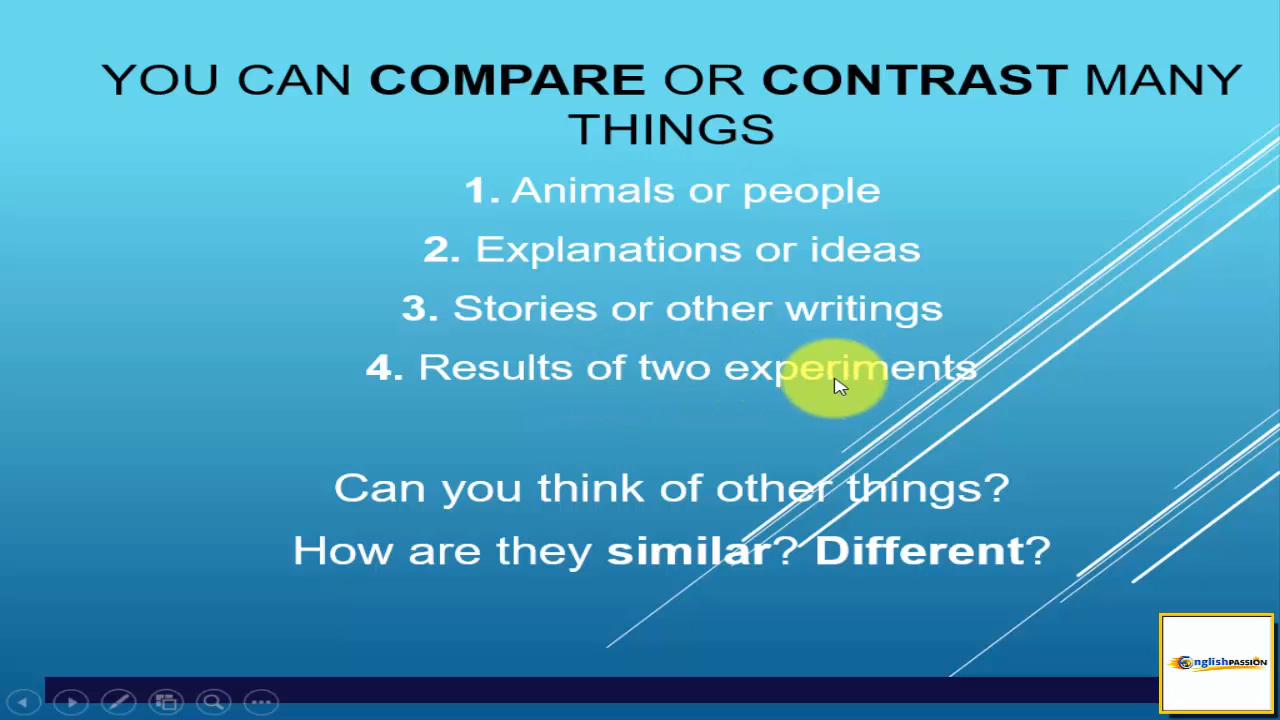 YOU CAN COMPARE OR CONTRAST MANY
THINGS
1. Animals or people
2. Explanations or ideas
3. Stories or other writings
4. Results of two experiments
Can you think of other things?
How are they similar? Different?
EnglishPASSION